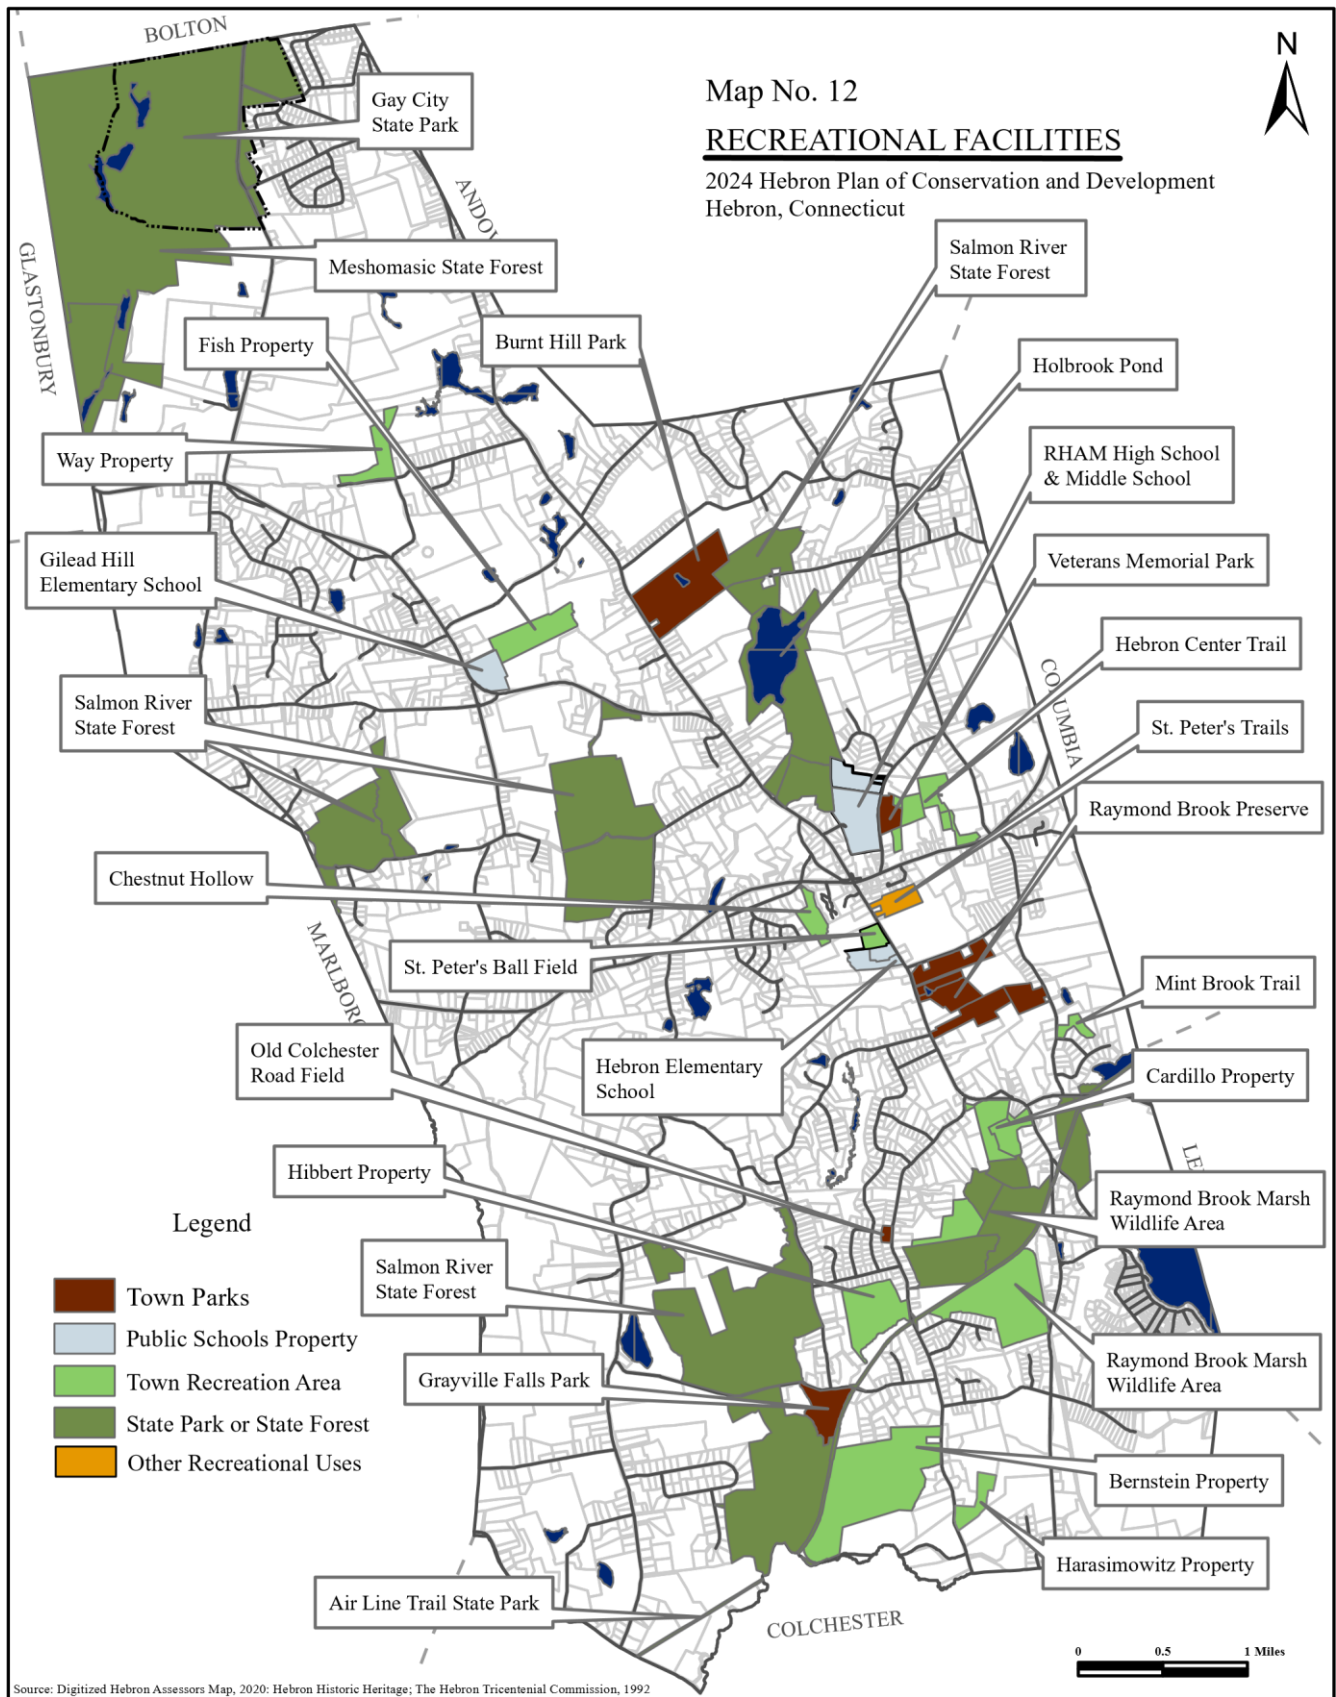 BOLTON
N
Map No. 12
RECREATIONAL FACILITIES
2024 Hebron Plan of Conservation and Development
Hebron, Connecticut
Gay City
State Park
ANDOV
GLASTONBURY
Meshomasic State Forest
Salmon River
State Forest
Fish Property
Burnt Hill Park
Holbrook Pond
Way Property
RHAM High School
& Middle School
Gilead Hill
Elementary School
Veterans Memorial Park
Hebron Center Trail
COLUMBIA
Salmon River
State Forest
St. Peter's Trails
Raymond Brook Preserve
Chestnut Hollow
MARLBORO
St. Peter's Ball Field
Mint Brook Trail
Old Colchester
Road Field
Hebron Elementary
School
Cardillo Property
LE
Hibbert Property
Raymond Brook Marsh
Wildlife Area
Legend
Town Parks
Public Schools Property
Town Recreation Area
State Park or State Forest
Other Recreational Uses
Salmon River
State Forest
Raymond Brook Marsh
Wildlife Area
Grayville Falls Park
Bernstein Property
Harasimowitz Property
Air Line Trail State Park
COLCHESTER
0 0.5 1 Miles
Source: Digitized Hebron Assessors Map, 2020: Hebron Historic Heritage; The Hebron Tricentenial Commission, 1992